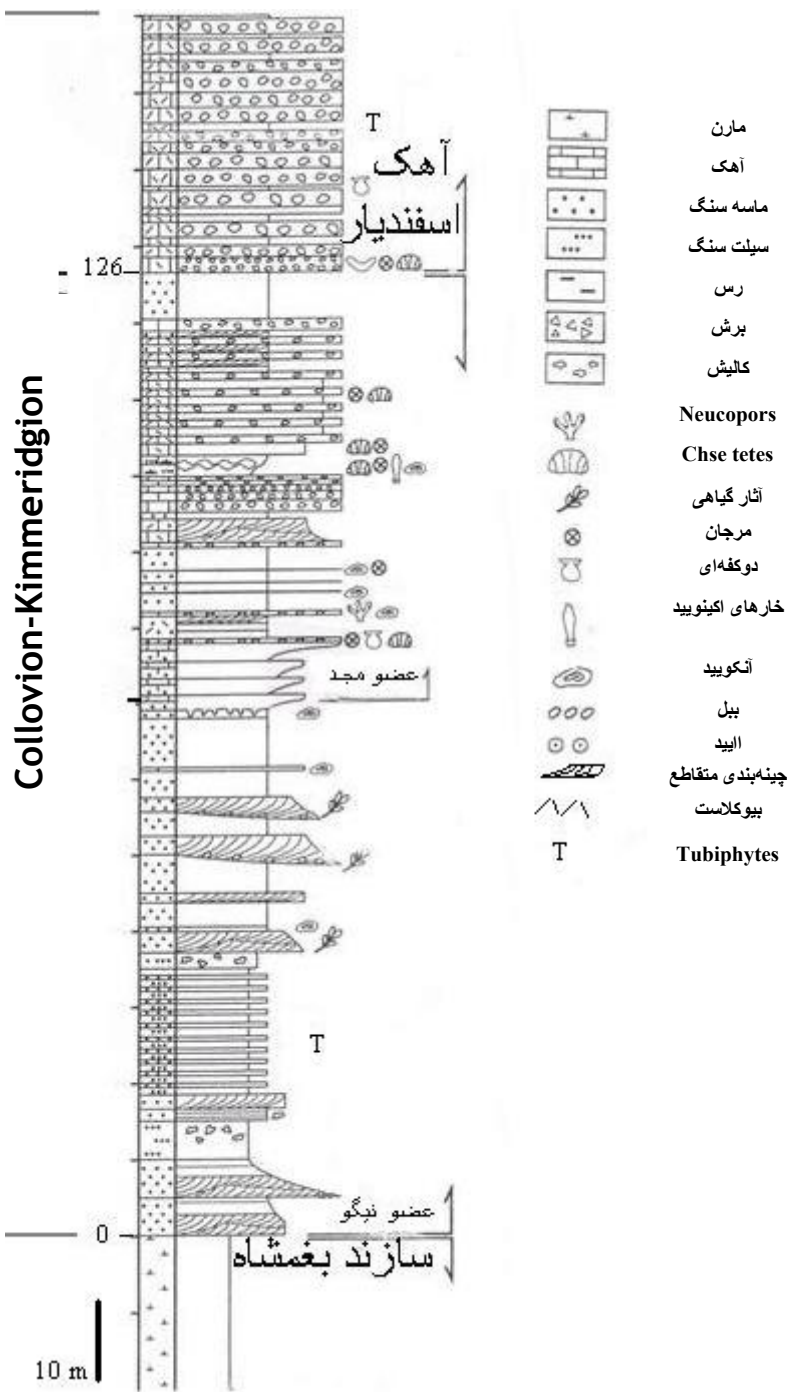 Collovion-Kimmeridgion
T
آهک
اسفندیار
126
عضو مجد
T
عضو نیگو
0
سازند بغمشاه
10 m
مارن
آهک
ماسه سنگ
سیلت سنگ
رس
برش
کالیش
Neucopors
Chse tetes
آثار گیاهی
مرجان
دوکفه‌ای
خارهای اکینویید
آنکویید
ببل
اایید
چینه‌بندی متقاطع
بیوکلاست
T Tubiphytes